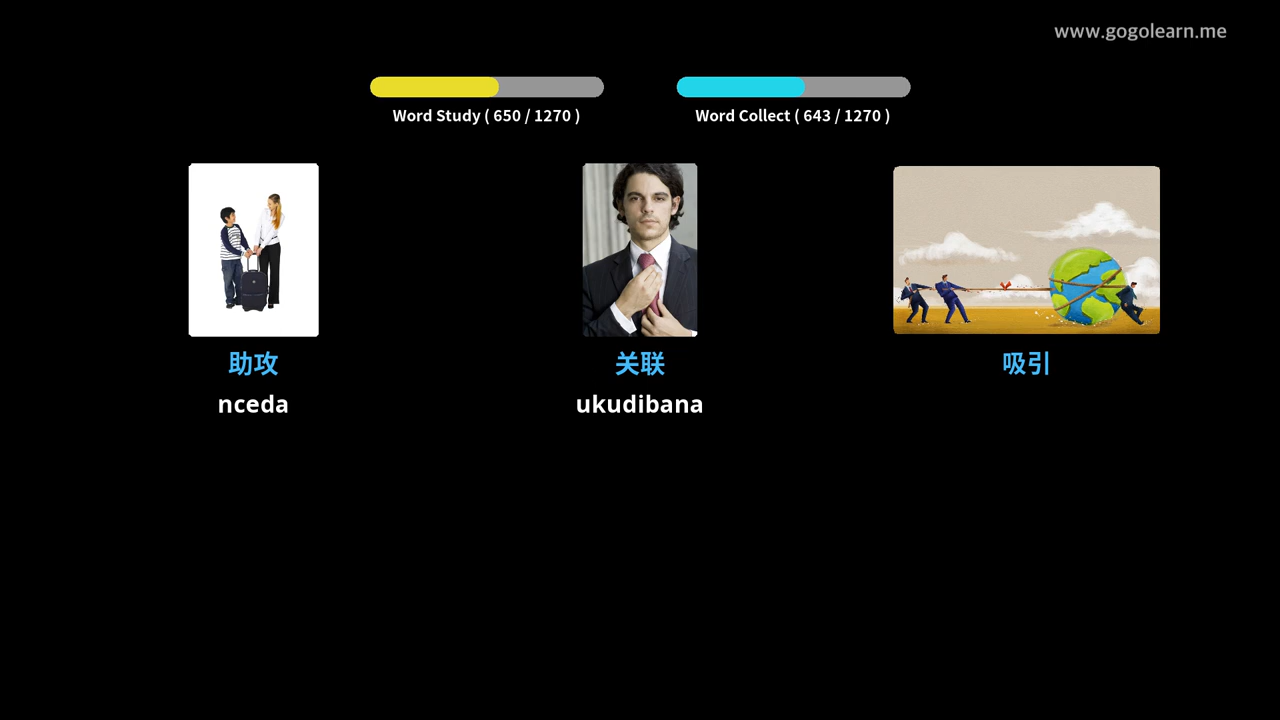 www.gogolearn.me
Word Study ( 650 / 1270 )
Word Collect ( 643 / 1270 )
助攻
关联
吸引
nceda
ukudibana